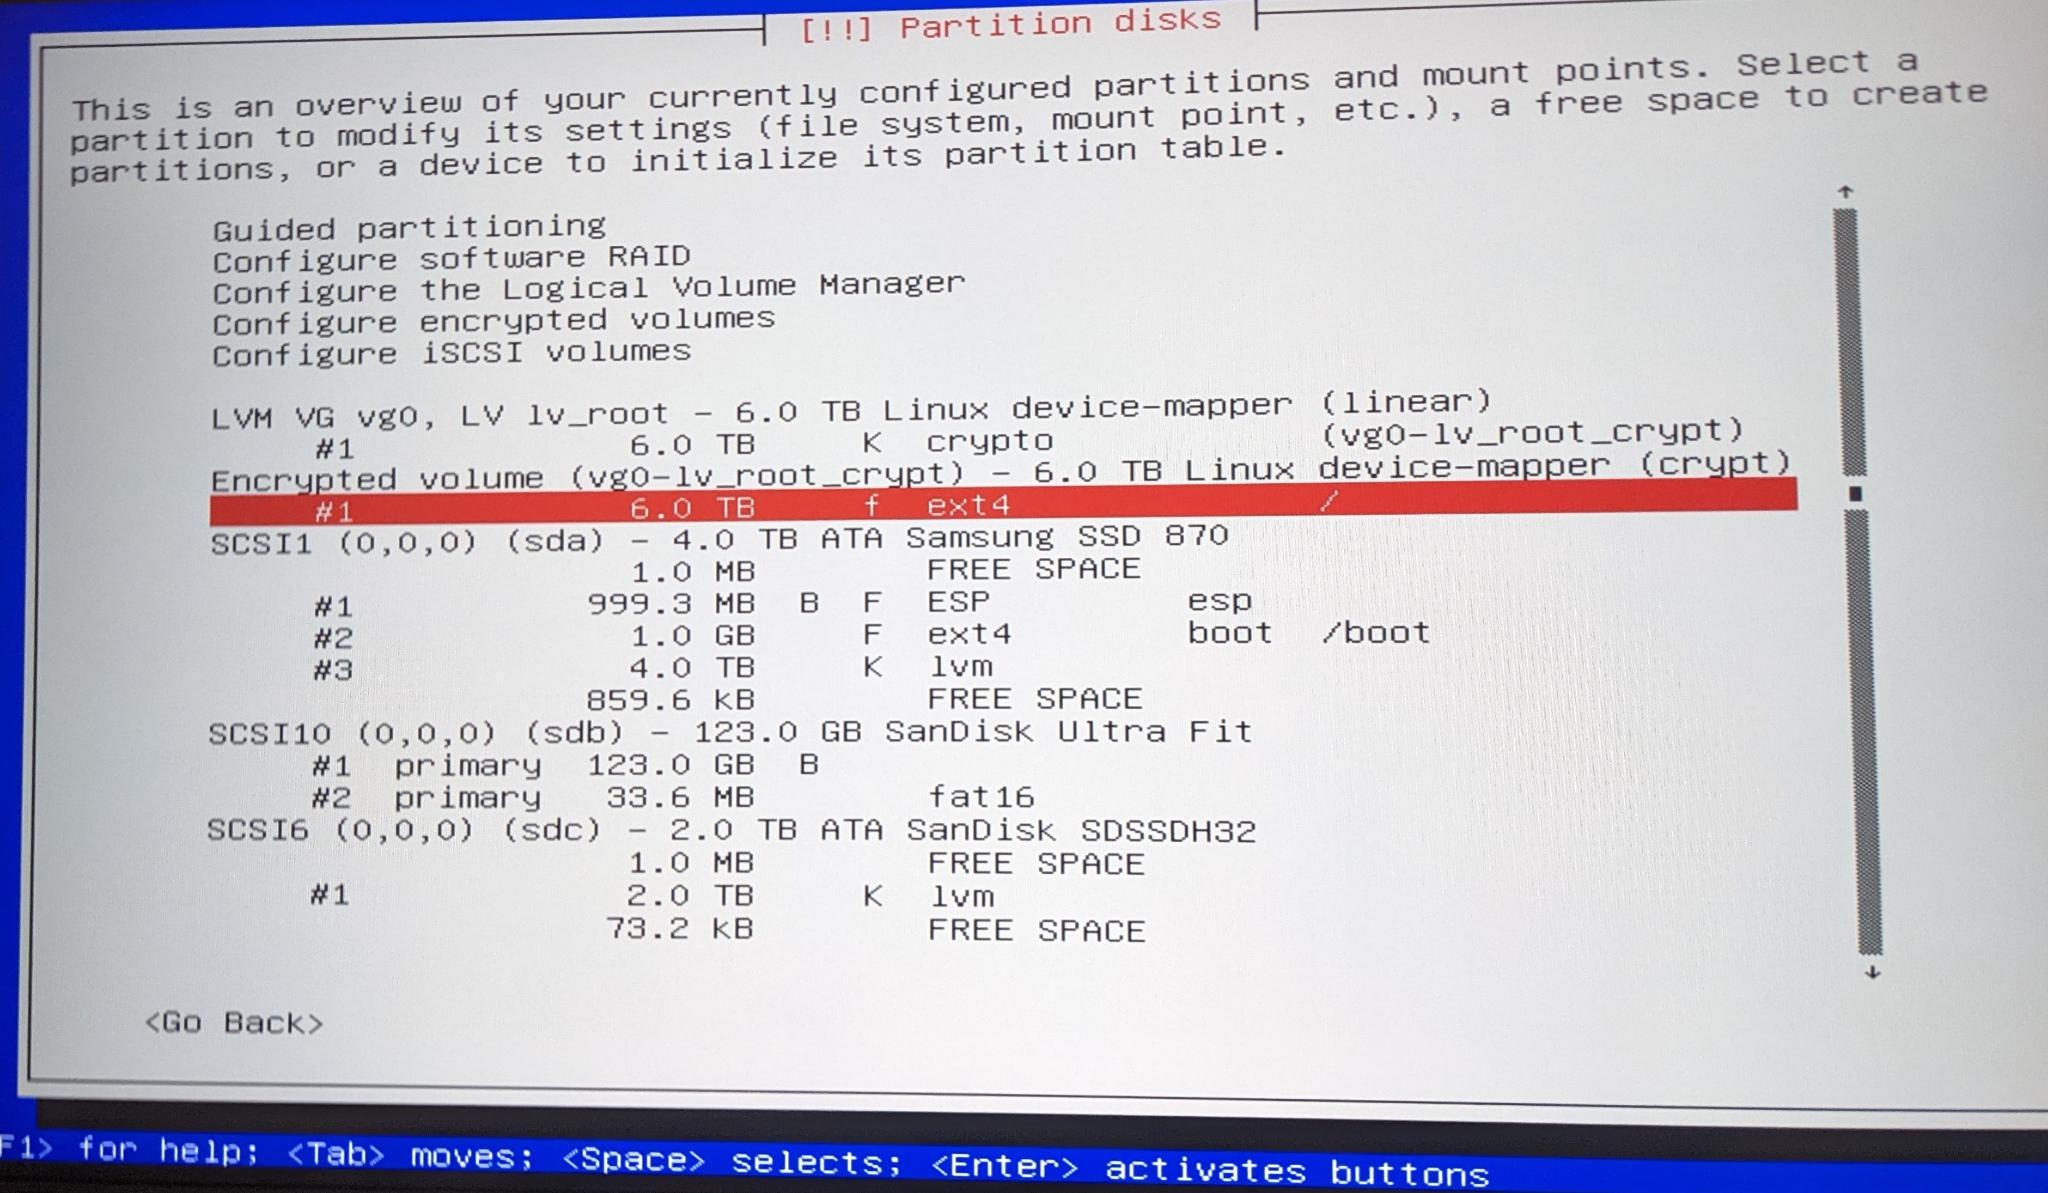 [!!] Partition disks
This is an overview of your currently configured partitions and mount points. Select a
partition to modify its settings (file system, mount point, etc.), a free space to create
partitions, or a device to initialize its partition table.
Guided partitioning
Configure software RAID
Configure the Logical Volume Manager
Configure encrypted volumes
Configure iSCSI volumes
LVM VG vg0, LV lv_root - 6.0 TB Linux device-mapper (linear)
#1 6.0 TB K crypto (vg0-lv_root_crypt)
Encrypted volume (vg0-lv_root_crypt) - 6.0 TB Linux device-mapper (crypt)
#1 6.0 TB f ext4 /
SCSI1 (0,0,0) (sda) - 4.0 TB ATA Samsung SSD 870
1.0 MB FREE SPACE
#1 999.3 MB B F ESP esp
#2 1.0 GB F ext4 boot /boot
#3 4.0 TB K lvm
859.6 kB FREE SPACE
SCSI10 (0,0,0) (sdb) - 123.0 GB SanDisk Ultra Fit
#1 primary 123.0 GB B
#2 primary 33.6 MB fat16
SCSI6 (0,0,0) (sdc) - 2.0 TB ATA SanDisk SDSSDH32
1.0 MB FREE SPACE
#1 2.0 TB K lvm
73.2 kB FREE SPACE
<Go Back>
F1> for help; <Tab> moves; <Space> selects; <Enter> activates buttons